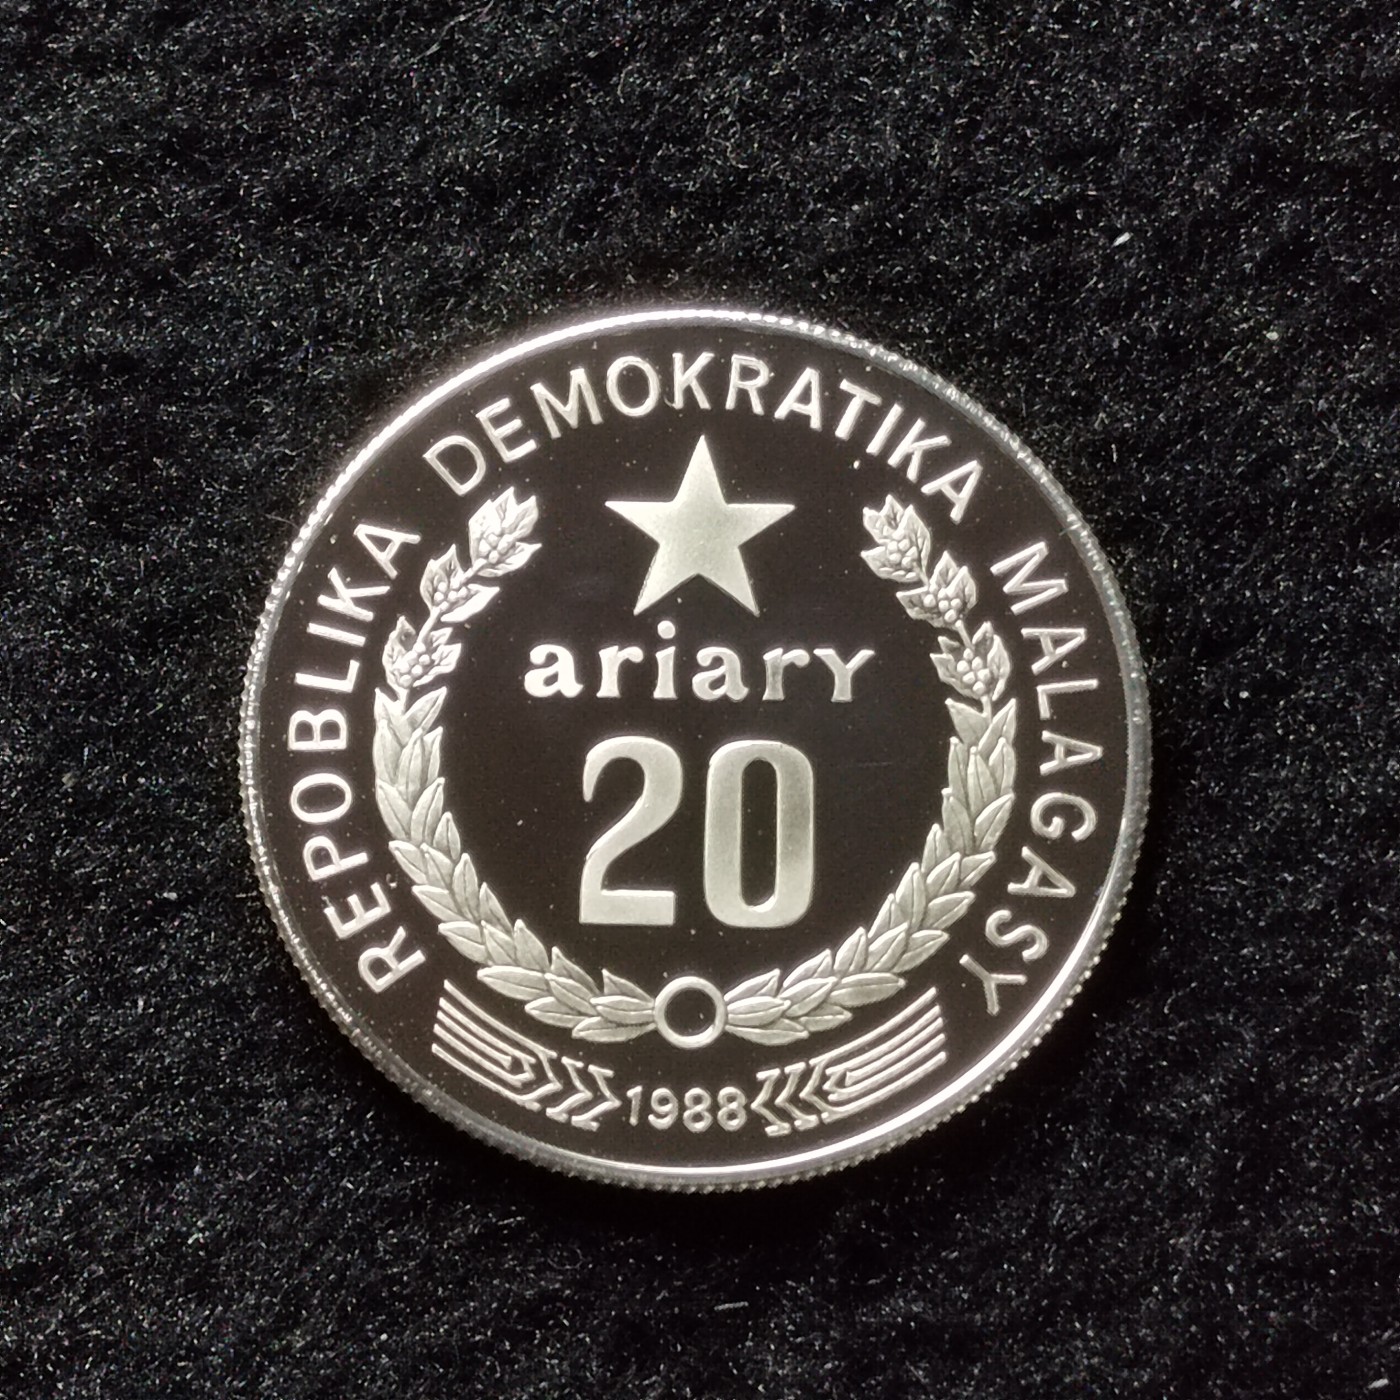 REPOBLIKA DEMOKRATIKA MALAGASY
ariary
20
1988